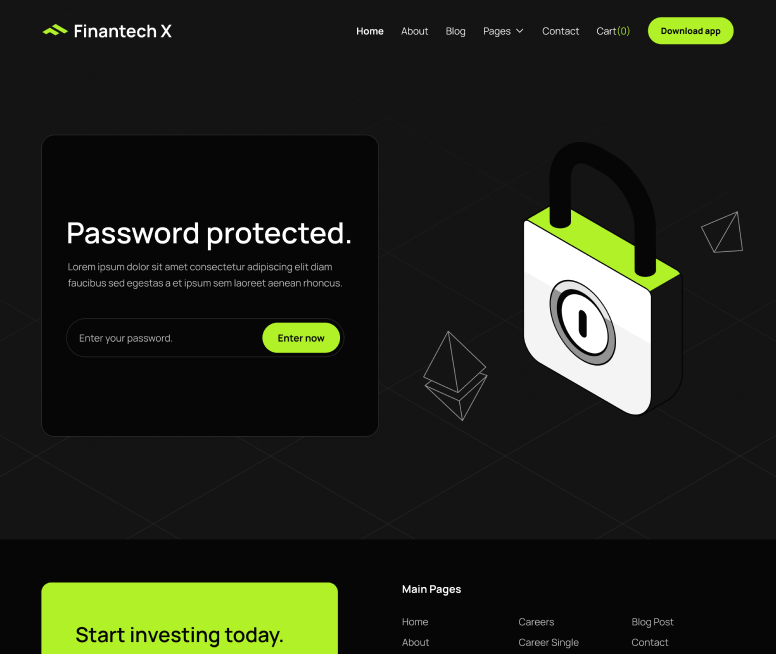 Finantech X
Home About Blog Pages Contact Cart(0) Download app
Password protected.
Lorem ipsum dolor sit amet consectetur adipiscing elit diam
faucibus sed egestas a et ipsum sem laoreet aenean rhoncus.
Enter your password. Enter now
Start investing today.
Main Pages
Home Careers Blog Post
About Career Single Contact